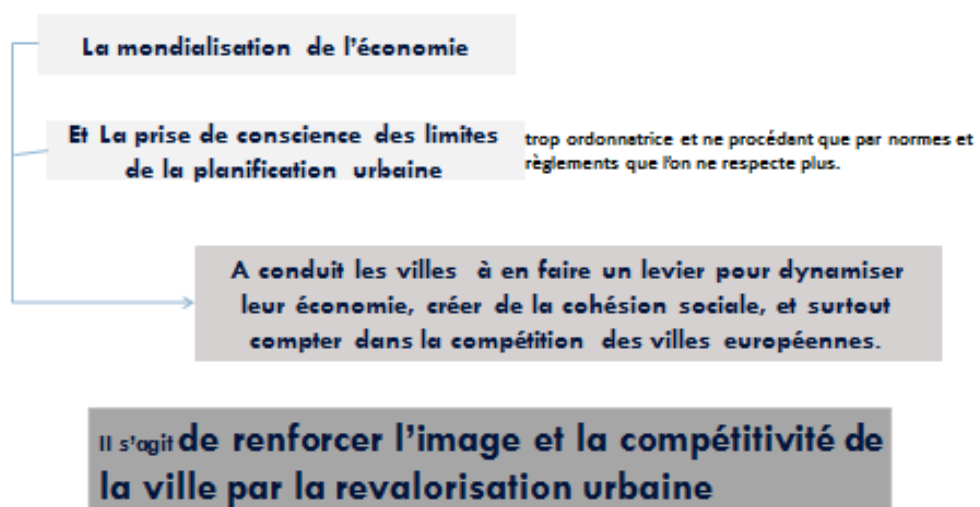 La mondialisation de l'économie
Et La prise de conscience des limites
de la planification urbaine
trop ordonnatrice et ne procédant que par normes et
règlements que l'on ne respecte plus.
A conduit les villes à en faire un levier pour dynamiser
leur économie, créer de la cohésion sociale, et surtout
compter dans la compétition des villes européennes.
Il s'agit de renforcer l'image et la compétitivité de
la ville par la revalorisation urbaine